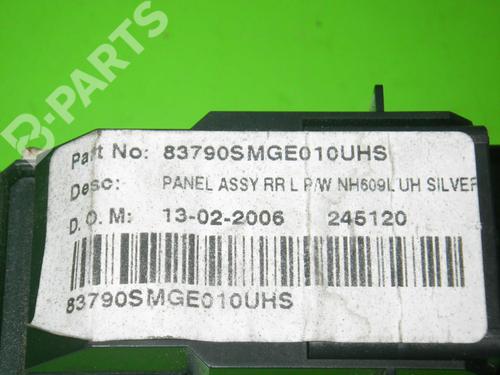 B-PARTS
Part No: 83790SMGE010UHS
Desc: PANEL ASSY RR L P/W NH609L UH SILVER
D.O.M: 13-02-2006 245120
83790SMGE010UHS